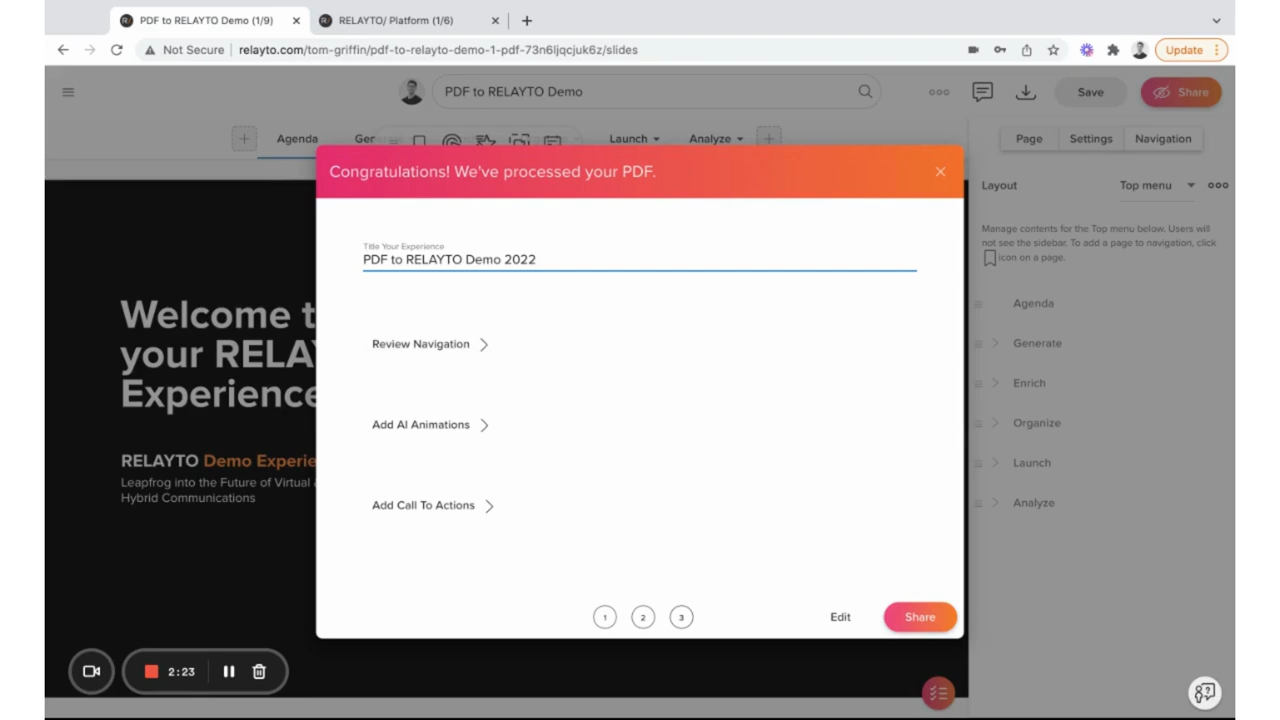 PDF to RELAYTO Demo (1/9)
RELAYTO/ Platform (1/6)
Not Secure
relayto.com/tom-griffin/pdf-to-relayto-demo-1-pdf-73n6ljqcjuk6z/slides
Update
PDF to RELAYTO Demo
Save
Share
Agenda
Ger
Launch
Analyze
Page
Settings
Navigation
Congratulations! We've processed your PDF.
Layout
Top menu
Manage contents for the Top menu below. Users will
not see the sidebar. To add a page to navigation, click
icon on a page.
Title Your Experience
PDF to RELAYTO Demo 2022
Agenda
Welcome t
Review Navigation
Generate
your RELA
Enrich
Experience
Add AI Animations
Organize
RELAYTO Demo Experie
Launch
Leapfrog into the Future of Virtual
Hybrid Communications
Add Call To Actions
Analyze
1
2
3
Edit
Share
2:23